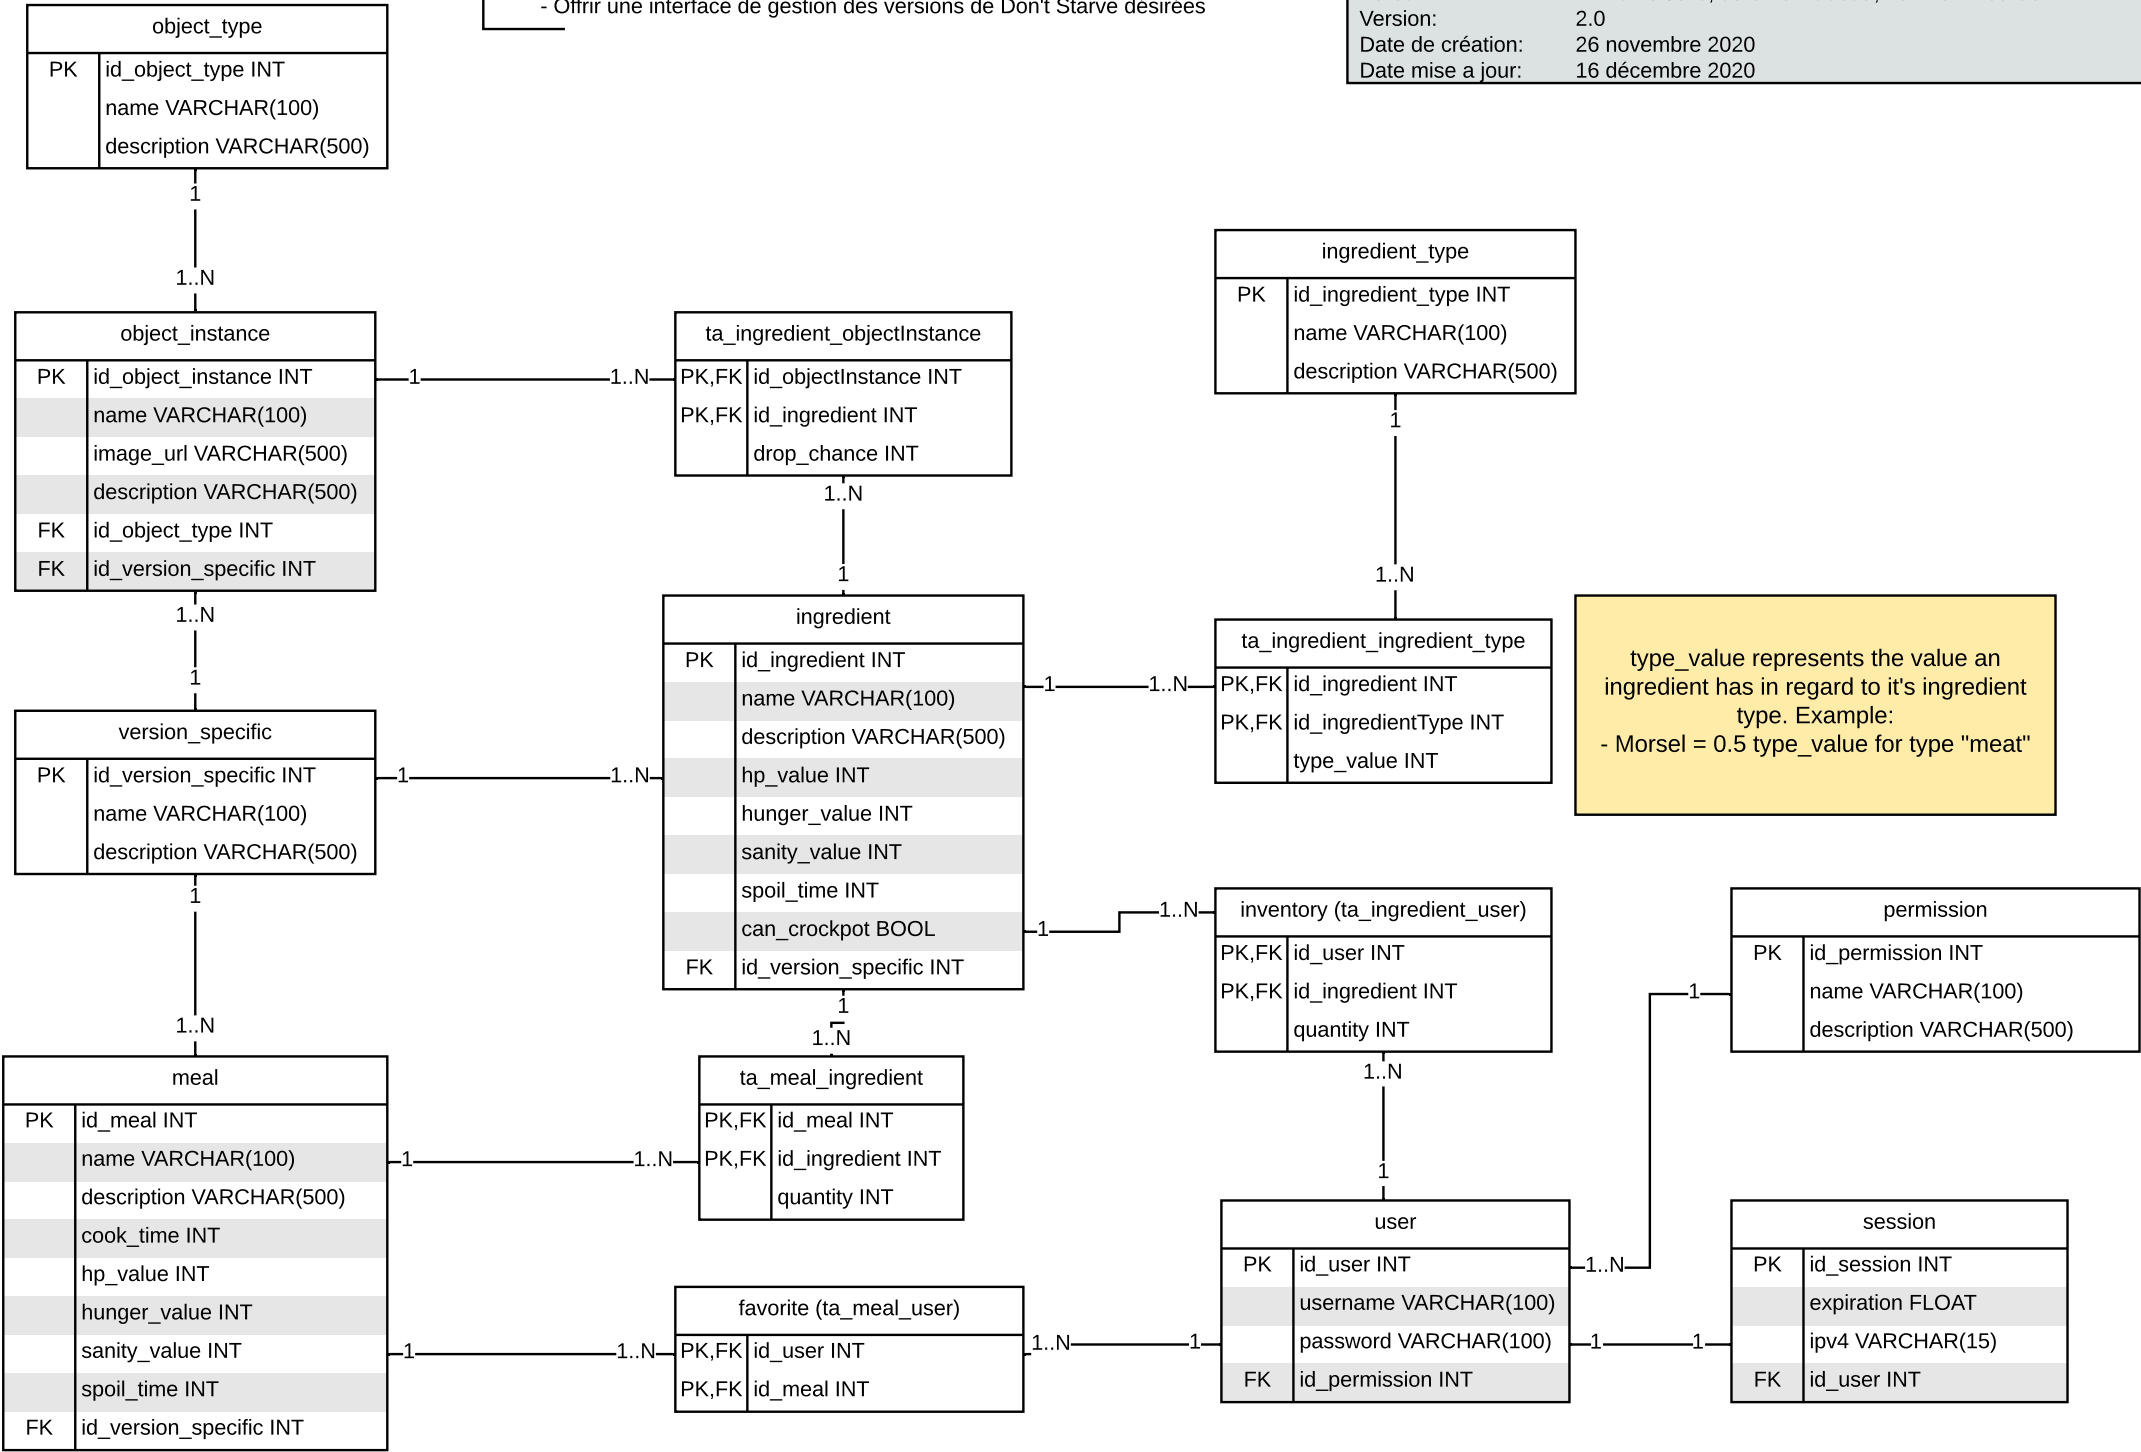 - Offrir une interface de gestion des versions de Don't Starve désirées
Version: 2.0
Date de création: 26 novembre 2020
Date mise a jour: 16 décembre 2020
object_type
PK id_object_type INT
name VARCHAR(100)
description VARCHAR(500)
1
1..N
object_instance
PK id_object_instance INT
name VARCHAR(100)
image_url VARCHAR(500)
description VARCHAR(500)
FK id_object_type INT
FK id_version_specific INT
1
1..N
ta_ingredient_objectInstance
PK,FK id_objectInstance INT
PK,FK id_ingredient INT
drop_chance INT
1..N
1
ingredient_type
PK id_ingredient_type INT
name VARCHAR(100)
description VARCHAR(500)
1
1..N
1..N
1
version_specific
PK id_version_specific INT
name VARCHAR(100)
description VARCHAR(500)
1
1..N
ingredient
PK id_ingredient INT
name VARCHAR(100)
description VARCHAR(500)
hp_value INT
hunger_value INT
sanity_value INT
spoil_time INT
can_crockpot BOOL
FK id_version_specific INT
1
1..N
ta_ingredient_ingredient_type
PK,FK id_ingredient INT
PK,FK id_ingredientType INT
type_value INT
type_value represents the value an
ingredient has in regard to it's ingredient
type. Example:
- Morsel = 0.5 type_value for type "meat"
1
1..N
inventory (ta_ingredient_user)
PK,FK id_user INT
PK,FK id_ingredient INT
quantity INT
1..N
1
permission
PK id_permission INT
name VARCHAR(100)
description VARCHAR(500)
1
1..N
1
1..N
meal
PK id_meal INT
name VARCHAR(100)
description VARCHAR(500)
cook_time INT
hp_value INT
hunger_value INT
sanity_value INT
spoil_time INT
FK id_version_specific INT
1
1..N
1
1..N
ta_meal_ingredient
PK,FK id_meal INT
PK,FK id_ingredient INT
quantity INT
1
1..N
favorite (ta_meal_user)
PK,FK id_user INT
PK,FK id_meal INT
1..N
1
user
PK id_user INT
username VARCHAR(100)
password VARCHAR(100)
FK id_permission INT
1
1
session
PK id_session INT
expiration FLOAT
ipv4 VARCHAR(15)
FK id_user INT